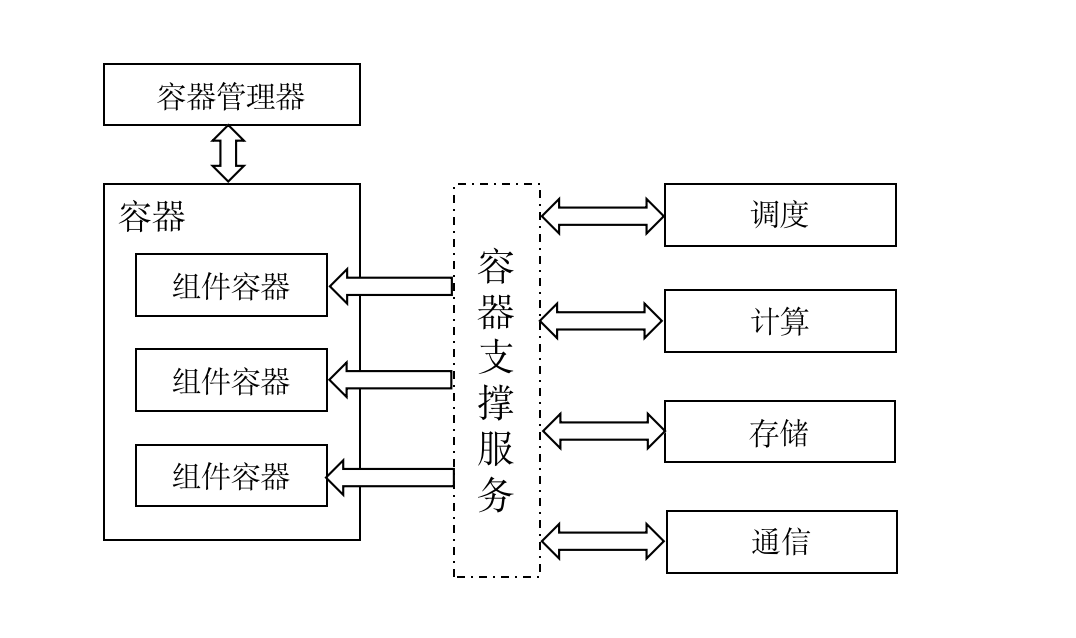 容器管理器
容器
组件容器
组件容器
组件容器
容器支撑服务
调度
计算
存储
通信